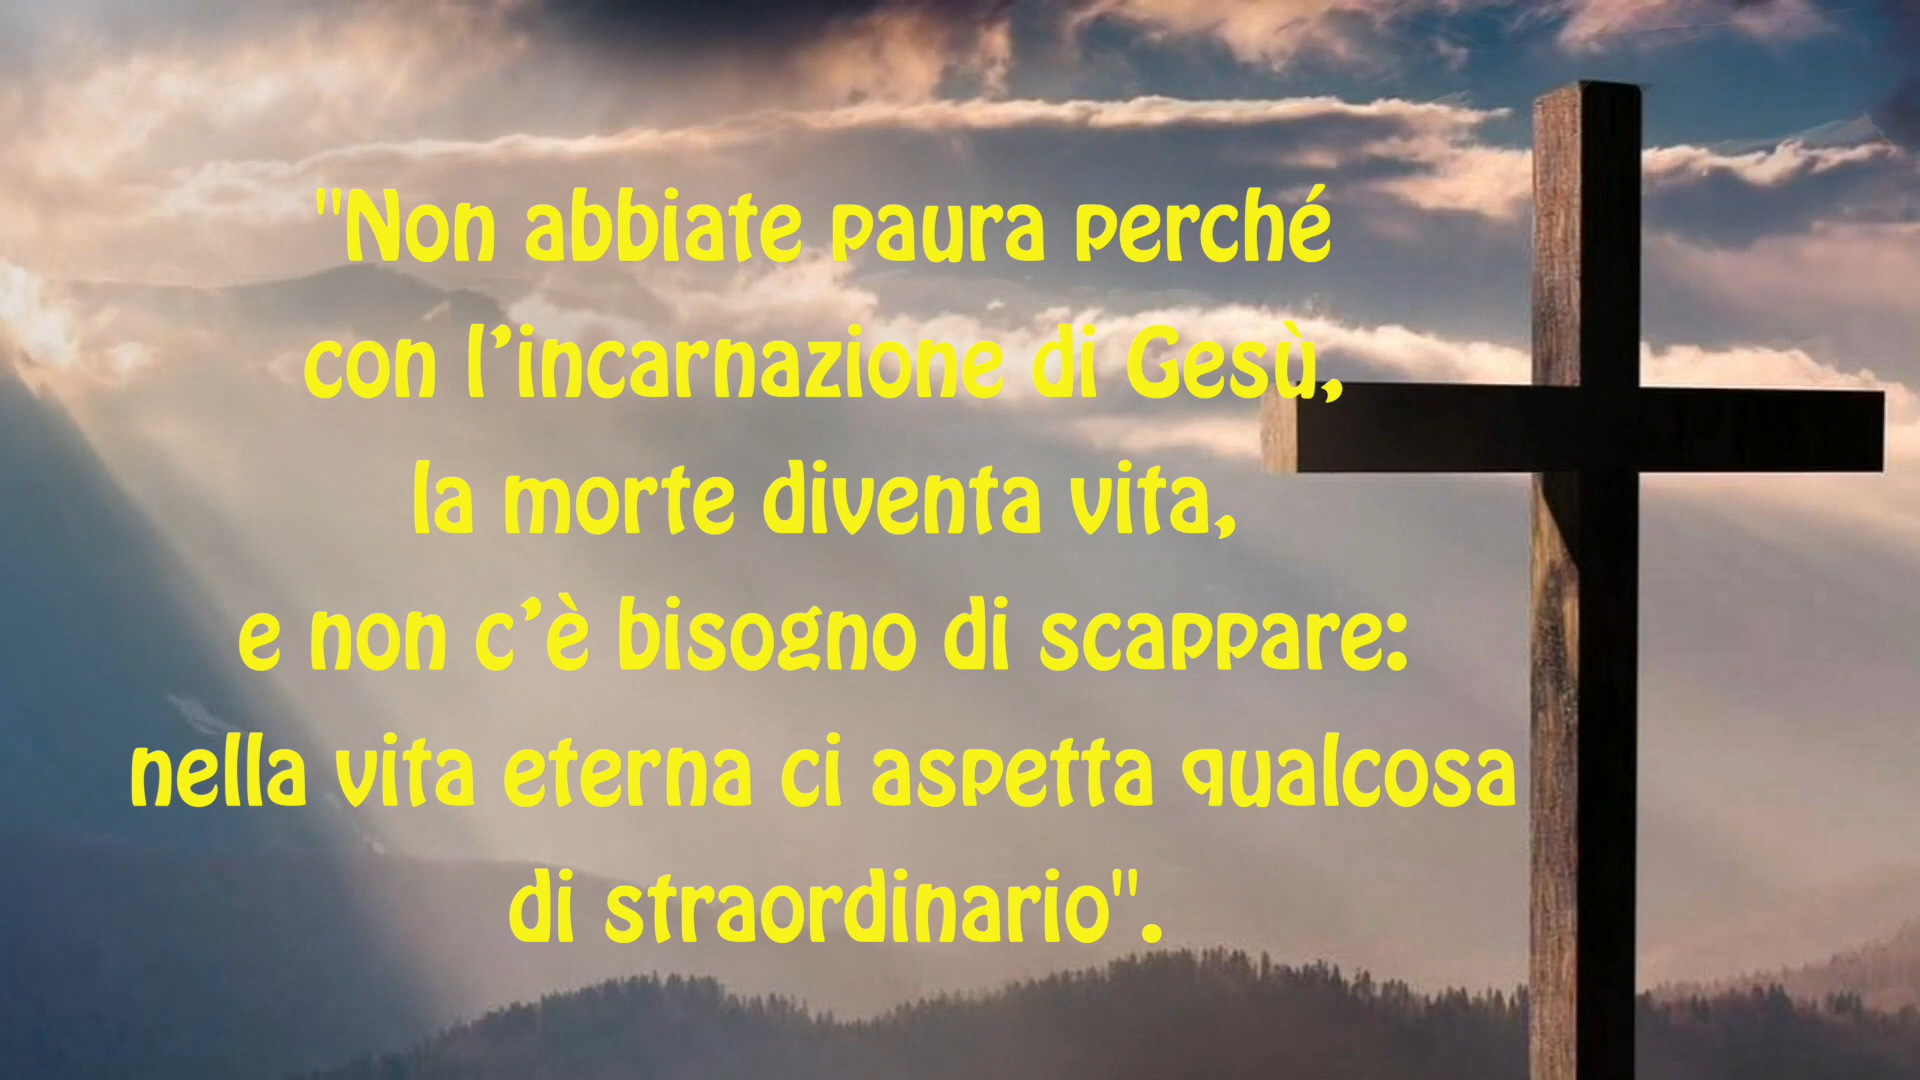 "Non abbiate paura perché
con l’incarnazione di Gesù,
la morte diventa vita,
e non c’è bisogno di scappare:
nella vita eterna ci aspetta qualcosa
di straordinario".